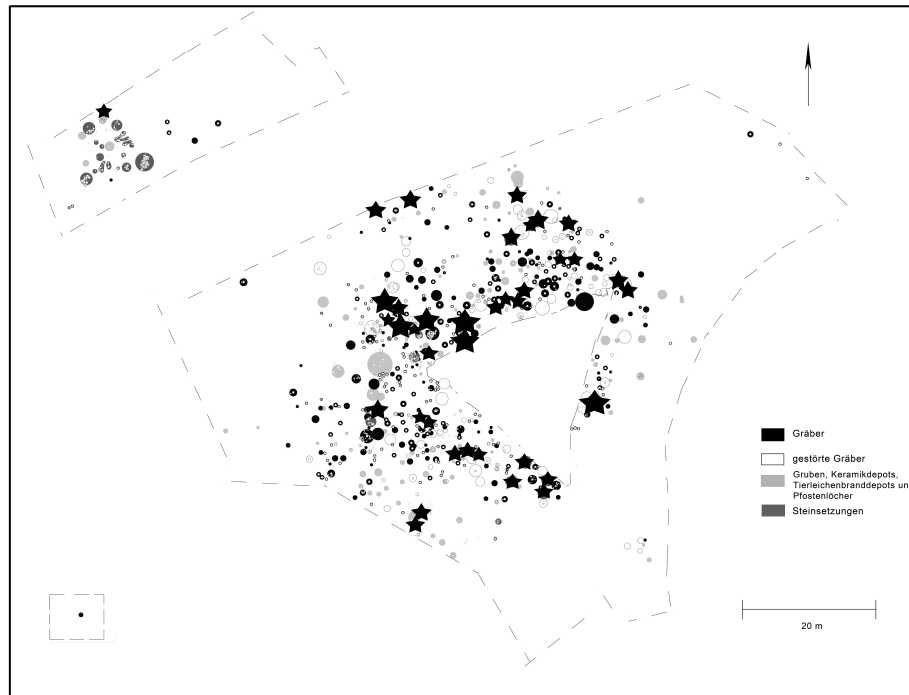 Gräber
gestörte Gräber
Gruben, Keramikdepots,
Tierleichenbranddepots un
Pfostenlöcher
Steinsetzungen
20 m